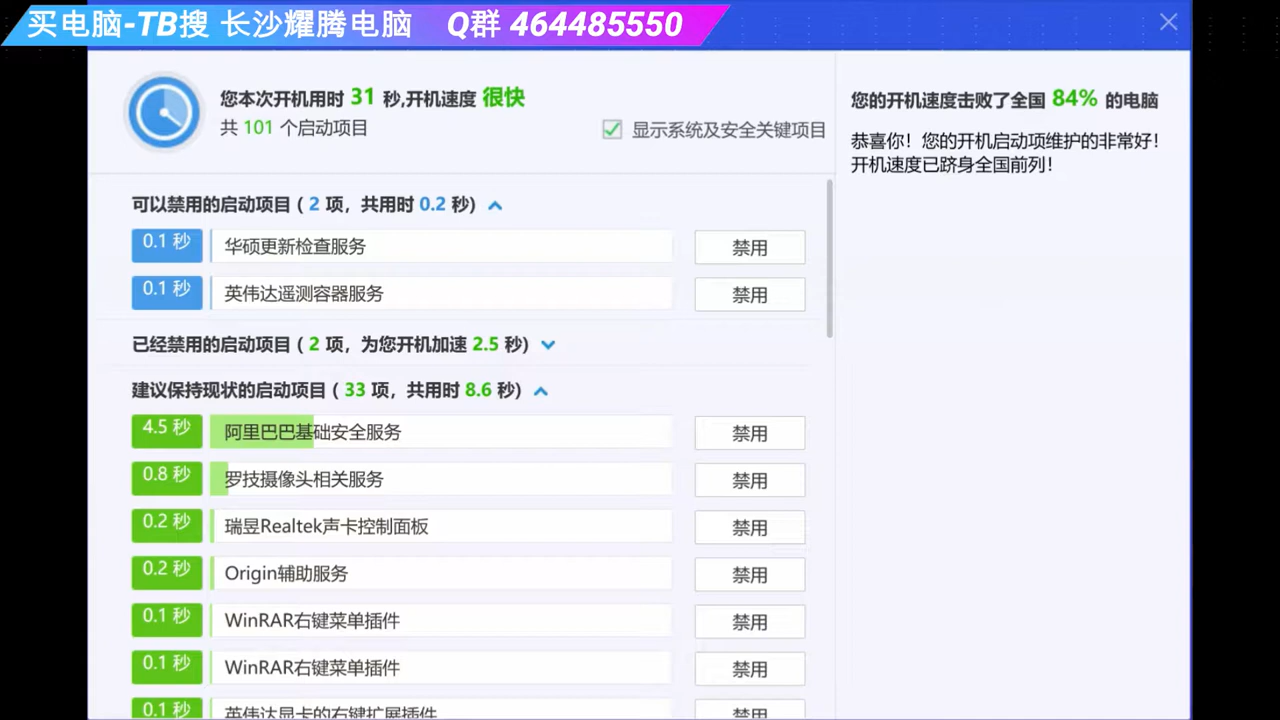 买电脑-TB搜 长沙耀腾电脑 Q群 464485550
您本次开机用时 31 秒,开机速度 很快
共 101 个启动项目
显示系统及安全关键项目
您的开机速度击败了全国 84% 的电脑
恭喜你！您的开机启动项维护的非常好！
开机速度已跻身全国前列！
可以禁用的启动项目 ( 2 项，共用时 0.2 秒)
0.1 秒 华硕更新检查服务 禁用
0.1 秒 英伟达遥测容器服务 禁用
已经禁用的启动项目 ( 2 项，为您开机加速 2.5 秒)
建议保持现状的启动项目 ( 33 项，共用时 8.6 秒)
4.5 秒 阿里巴巴基础安全服务 禁用
0.8 秒 罗技摄像头相关服务 禁用
0.2 秒 瑞昱Realtek声卡控制面板 禁用
0.2 秒 Origin辅助服务 禁用
0.1 秒 WinRAR右键菜单插件 禁用
0.1 秒 WinRAR右键菜单插件 禁用
0.1 秒 英伟达显卡的右键扩展插件 禁用